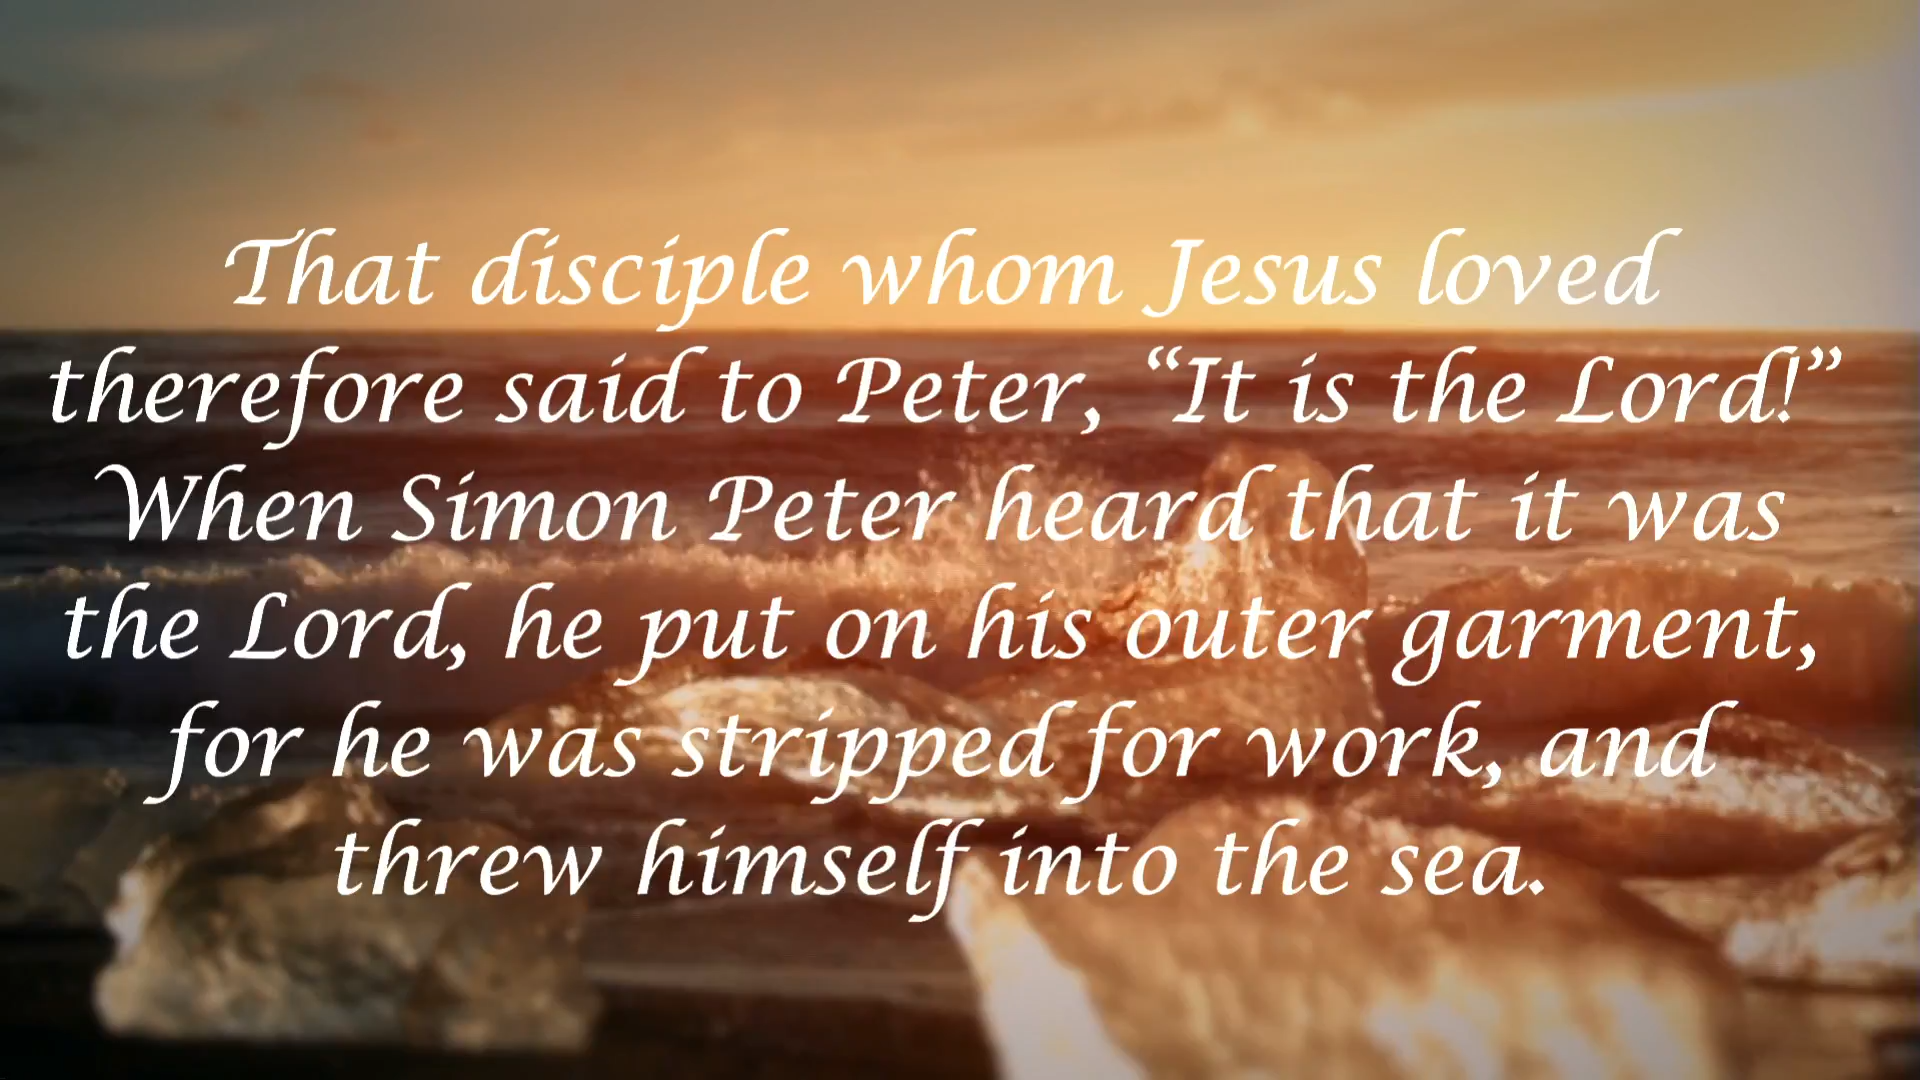 That disciple whom Jesus loved
therefore said to Peter, “It is the Lord!”
When Simon Peter heard that it was
the Lord, he put on his outer garment,
for he was stripped for work, and
threw himself into the sea.